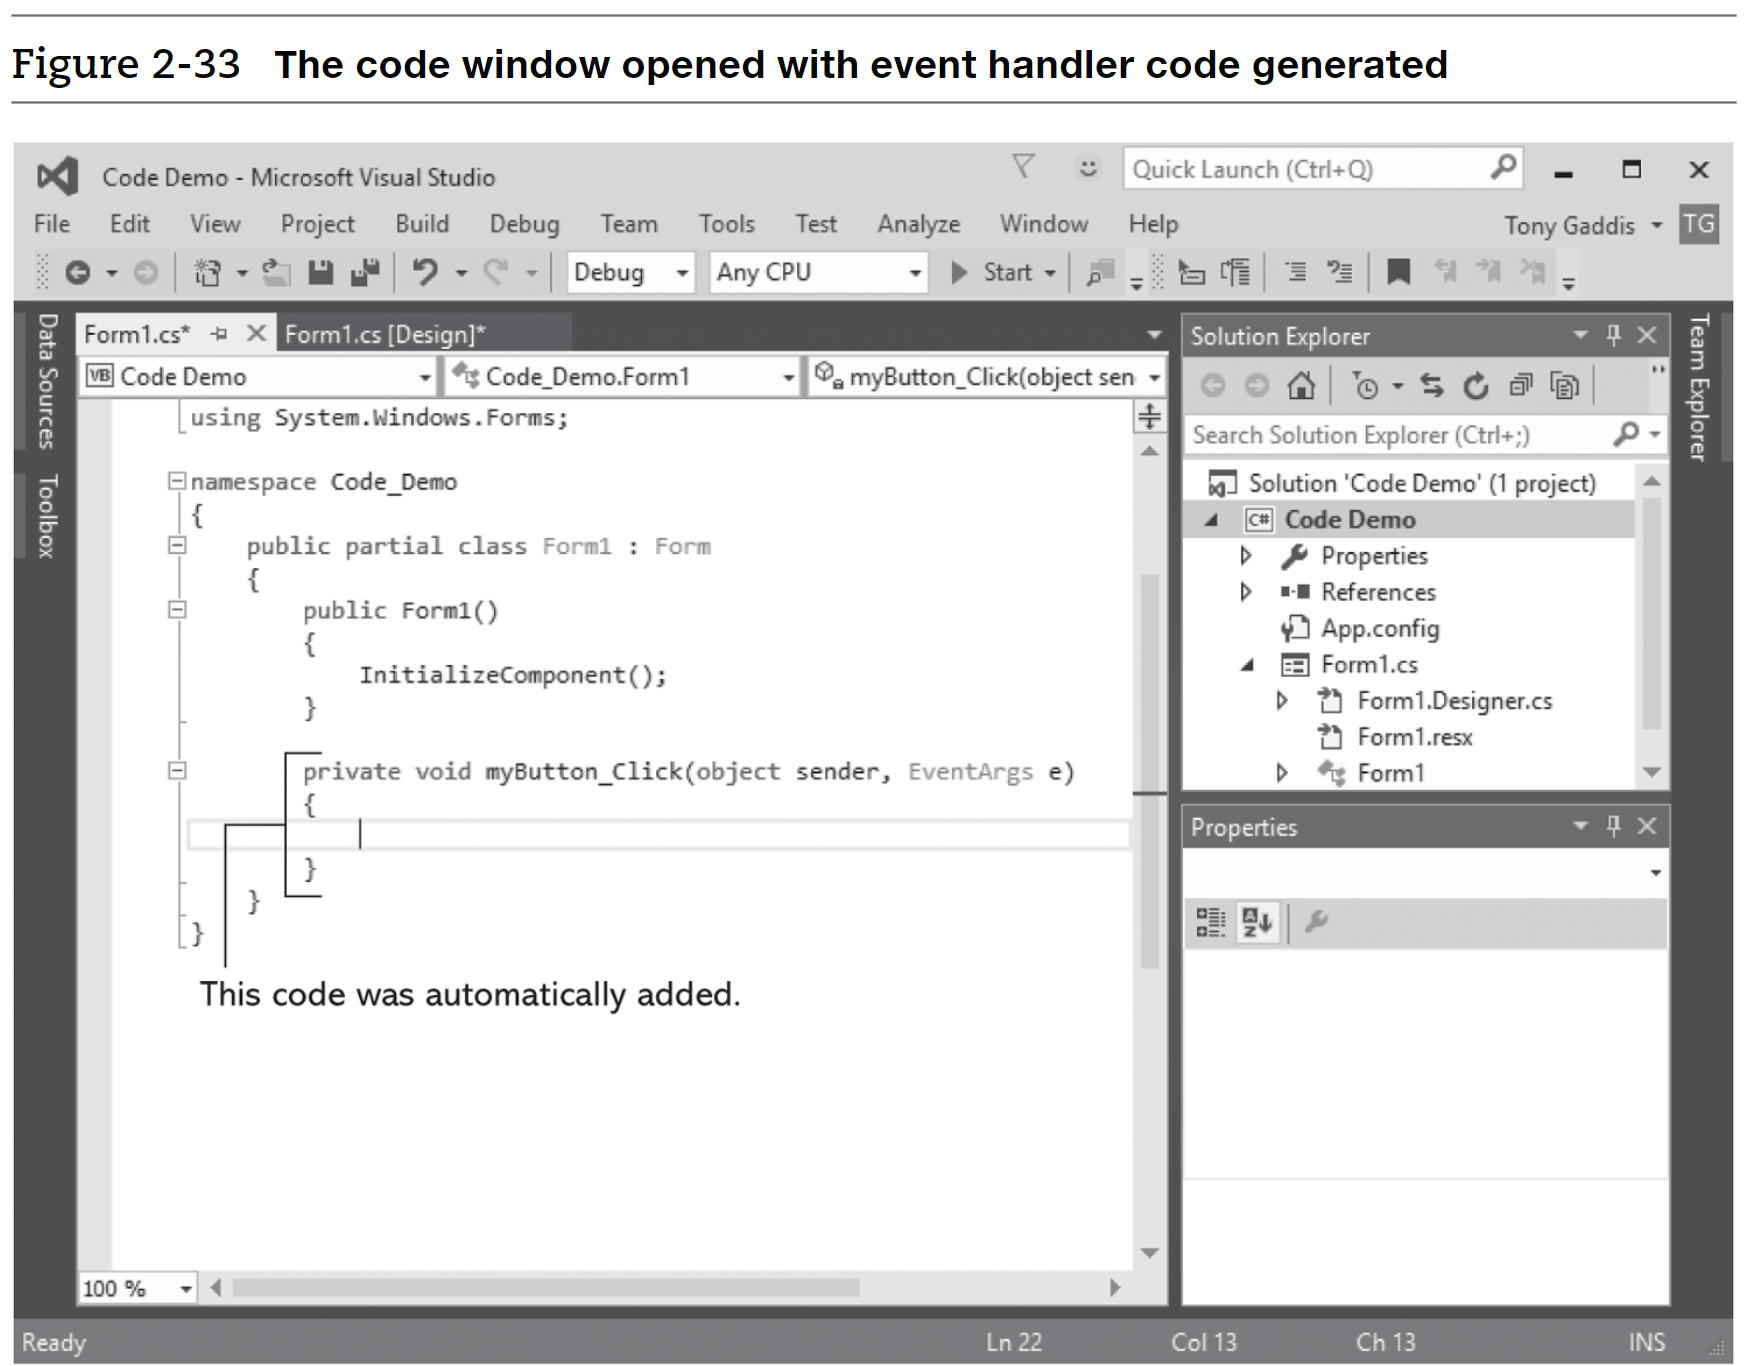 Figure 2-33 The code window opened with event handler code generated
Code Demo - Microsoft Visual Studio
Quick Launch (Ctrl+Q)
File Edit View Project Build Debug Team Tools Test Analyze Window Help
Tony Gaddis TG
Debug Any CPU Start
Data Sources
Toolbox
Form1.cs* Form1.cs [Design]*
VB Code Demo Code_Demo.Form1 myButton_Click(object sen
using System.Windows.Forms;
namespace Code_Demo
{
public partial class Form1 : Form
{
public Form1()
{
InitializeComponent();
}
private void myButton_Click(object sender, EventArgs e)
{
}
}
}
This code was automatically added.
100 %
Solution Explorer
Search Solution Explorer (Ctrl+;)
Solution 'Code Demo' (1 project)
C# Code Demo
Properties
References
App.config
Form1.cs
Form1.Designer.cs
Form1.resx
Form1
Properties
A
Z
Team Explorer
Ready Ln 22 Col 13 Ch 13 INS